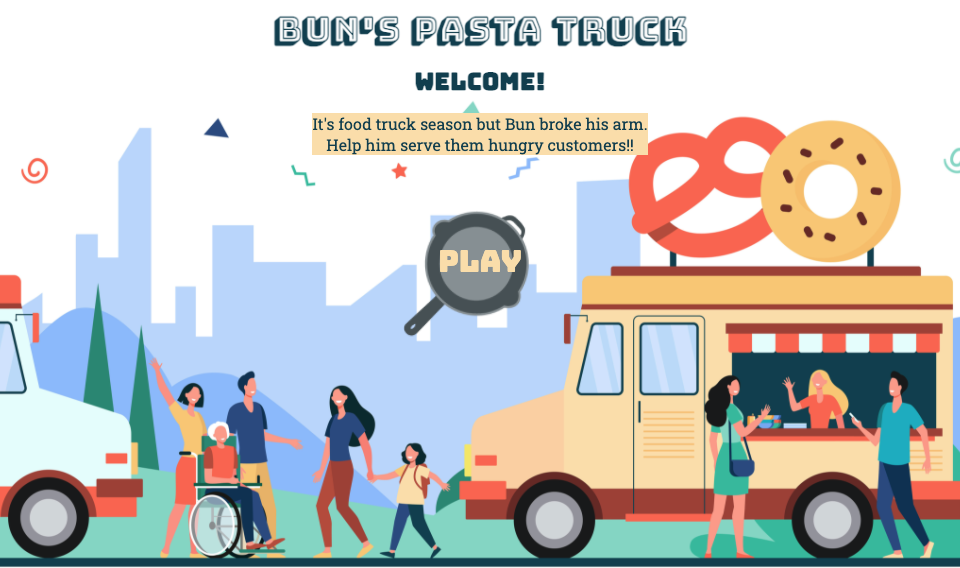 BUN'S PASTA TRUCK
WELCOME!
It's food truck season but Bun broke his arm.
Help him serve them hungry customers!!
PLAY